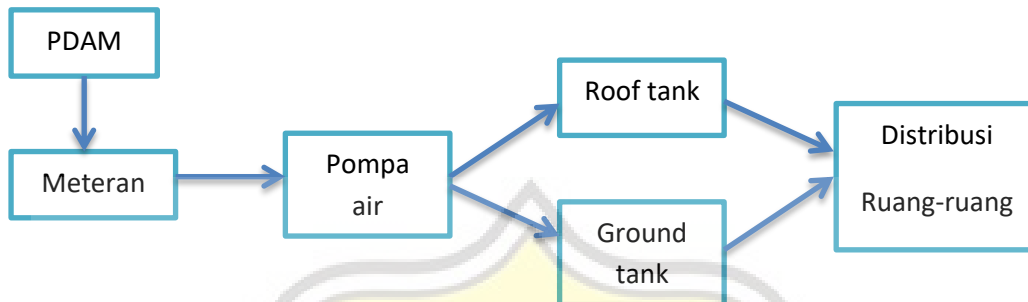 PDAM
Meteran
Pompa
air
Roof tank
Ground
tank
Distribusi
Ruang-ruang